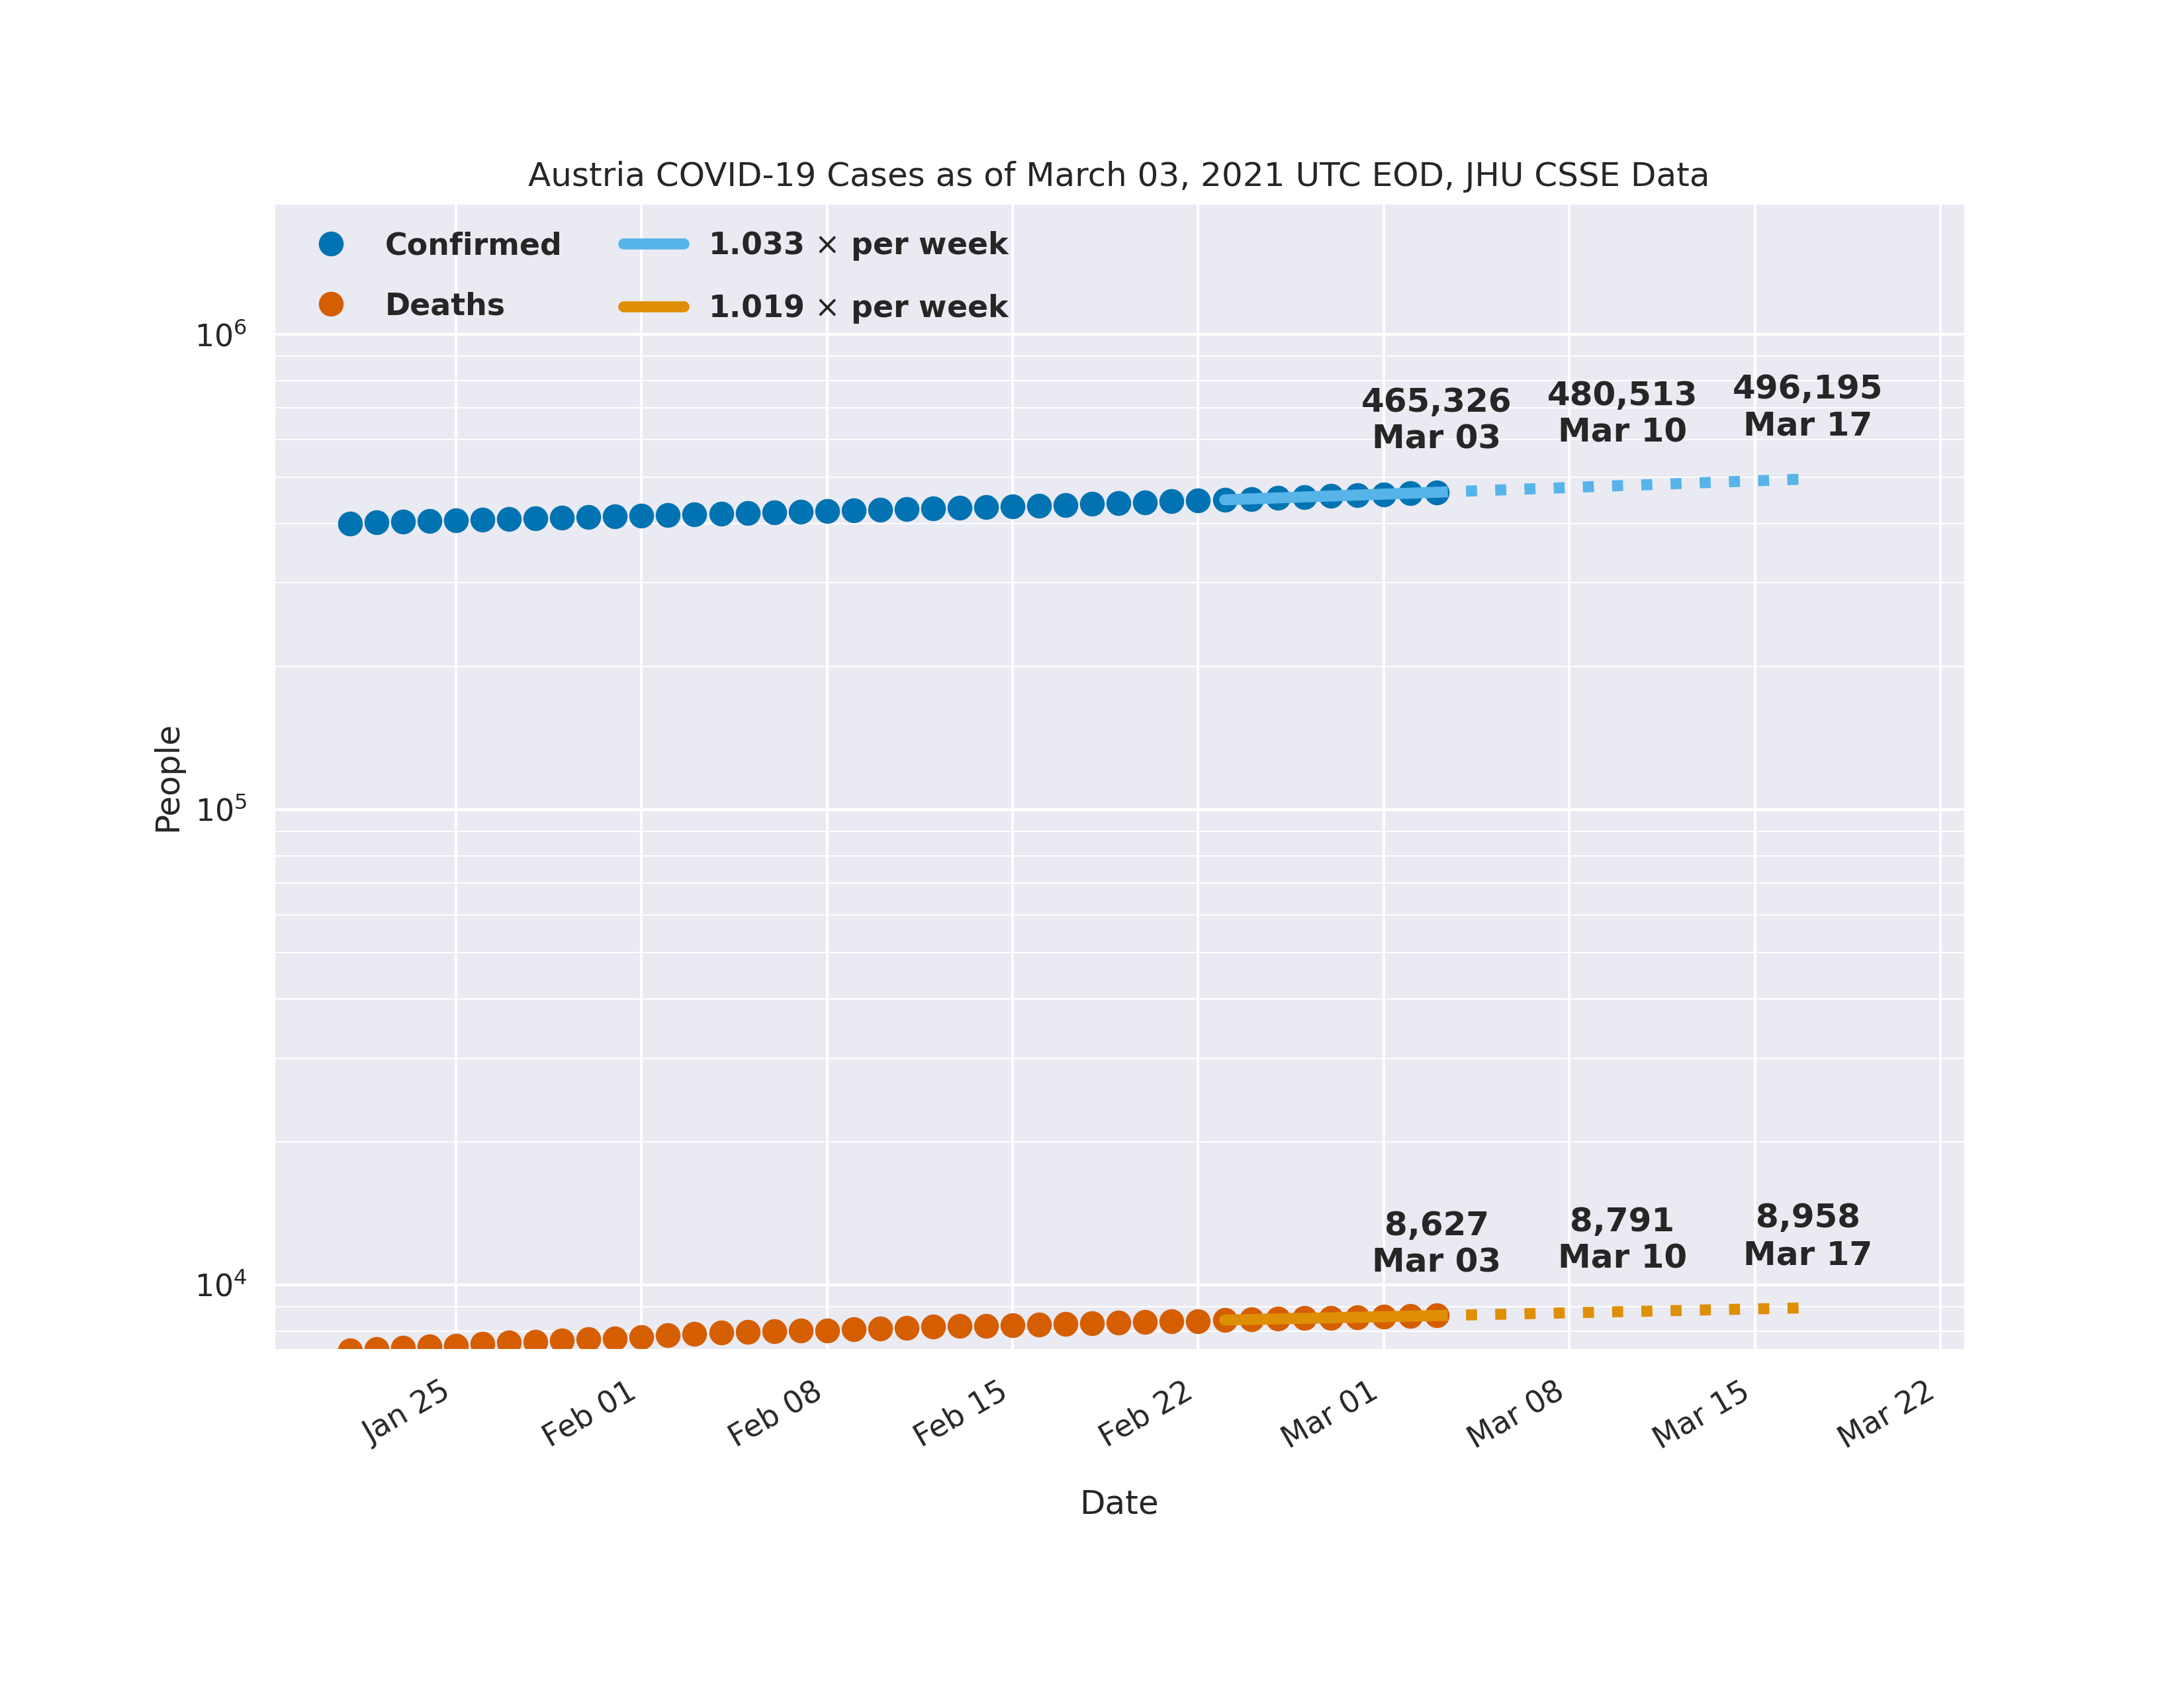 Austria COVID-19 Cases as of March 03, 2021 UTC EOD, JHU CSSE Data
Confirmed
Deaths
1.033 × per week
1.019 × per week
10⁶
10⁵
10⁴
People
465,326
Mar 03
480,513
Mar 10
496,195
Mar 17
8,627
Mar 03
8,791
Mar 10
8,958
Mar 17
Jan 25
Feb 01
Feb 08
Feb 15
Feb 22
Mar 01
Mar 08
Mar 15
Mar 22
Date